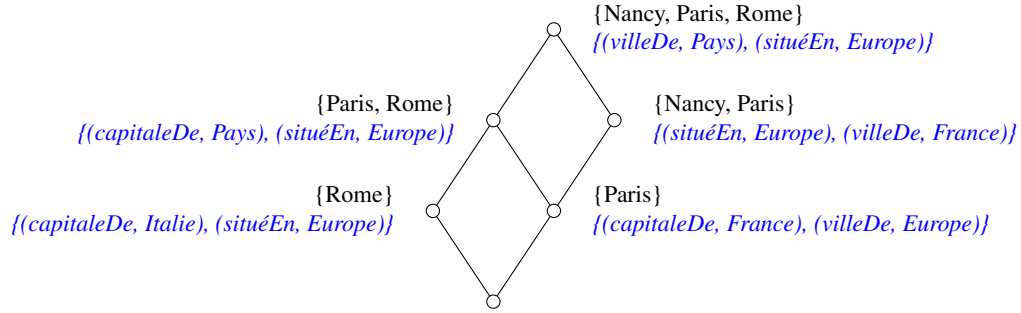 {Nancy, Paris, Rome}
{(villeDe, Pays), (situéEn, Europe)}
{Paris, Rome}
{(capitaleDe, Pays), (situéEn, Europe)}
{Nancy, Paris}
{(situéEn, Europe), (villeDe, France)}
{Rome}
{(capitaleDe, Italie), (situéEn, Europe)}
{Paris}
{(capitaleDe, France), (villeDe, Europe)}